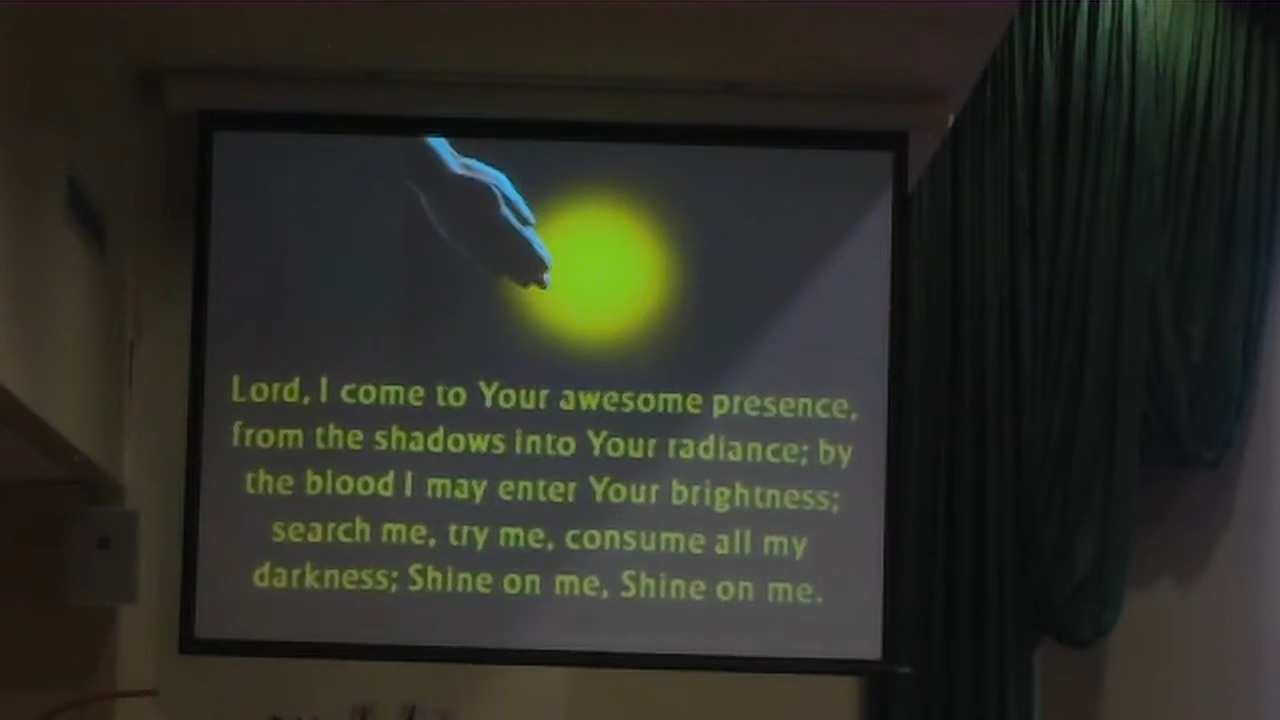 Lord, I come to Your awesome presence,
from the shadows into Your radiance; by
the blood I may enter Your brightness;
search me, try me, consume all my
darkness; Shine on me, Shine on me.